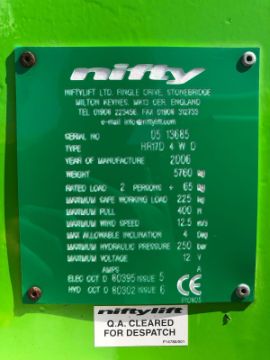 nifty
NIFTYLIFT LTD. FINGLE DRIVE, STONEBRIDGE
MILTON KEYNES, MK13 0ER, ENGLAND
TEL 01908 223456, FAX 01908 312733
e-mail info@niftylift.com
SERIAL NO 05 13685
TYPE HR17D 4 W D
YEAR OF MANUFACTURE 2006
WEIGHT 5760 kg
RATED LOAD - 2 PERSONS + 65 kg
MAXIMUM SAFE WORKING LOAD 225 kg
MAXIMUM PULL 400 N
MAXIMUM WIND SPEED 12.5 m/s
MAX ALLOWABLE INCLINATION 4 Deg
MAXIMUM HYDRAULIC PRESSURE 250 bar
MAXIMUM VOLTAGE 12 V
AMPS A
ELEC CCT D 80395 ISSUE 5
HYD CCT D 80302 ISSUE 6
CE
niftylift
Q.A. CLEARED
FOR DESPATCH